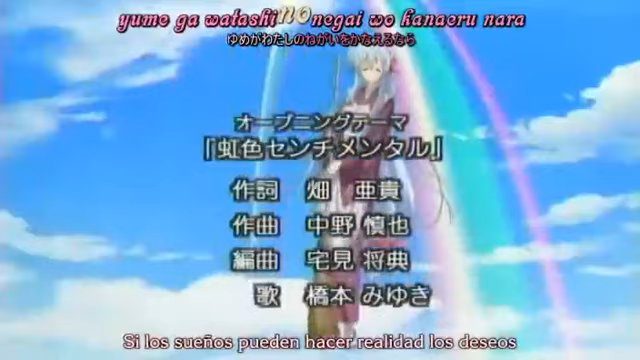 yume ga watashi no negai wo kanaeru nara
ゆめがわたしのねがいをかなえるなら
オープニングテーマ
「虹色センチメンタル」
作詞 畑 亜貴
作曲 中野 慎也
編曲 宅見 将典
歌 橋本 みゆき
Si los sueños pueden hacer realidad los deseos